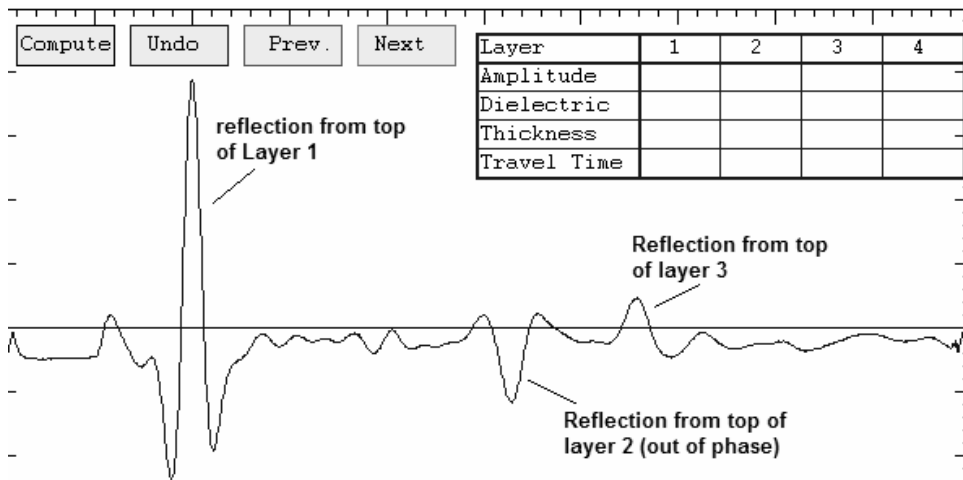 Compute Undo Prev. Next
Layer 1 2 3 4
Amplitude
Dielectric
Thickness
Travel Time
reflection from top
of Layer 1
Reflection from top
of layer 3
Reflection from top of
layer 2 (out of phase)